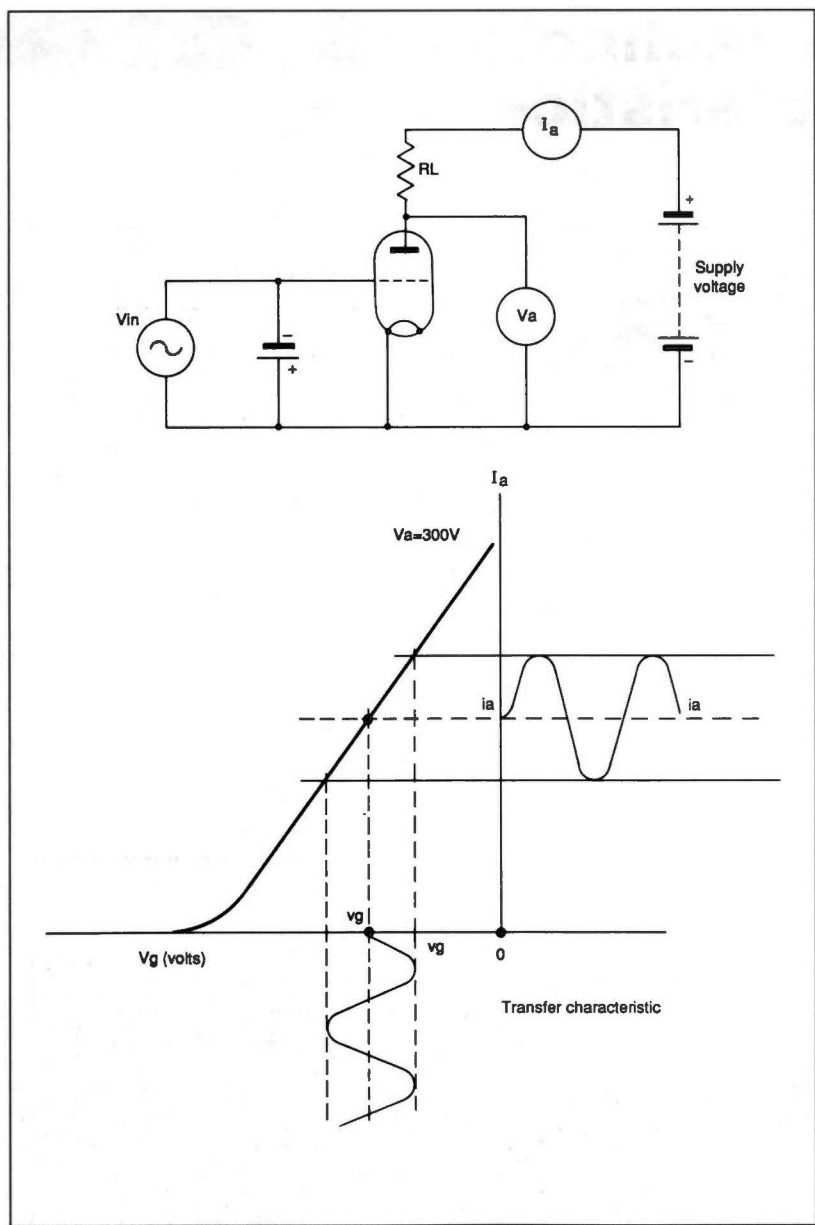 Ia
RL
+
Supply
voltage
Vin
-
+
Va
-
Ia
Va=300V
ia
ia
vg
vg
Vg (volts)
0
Transfer characteristic